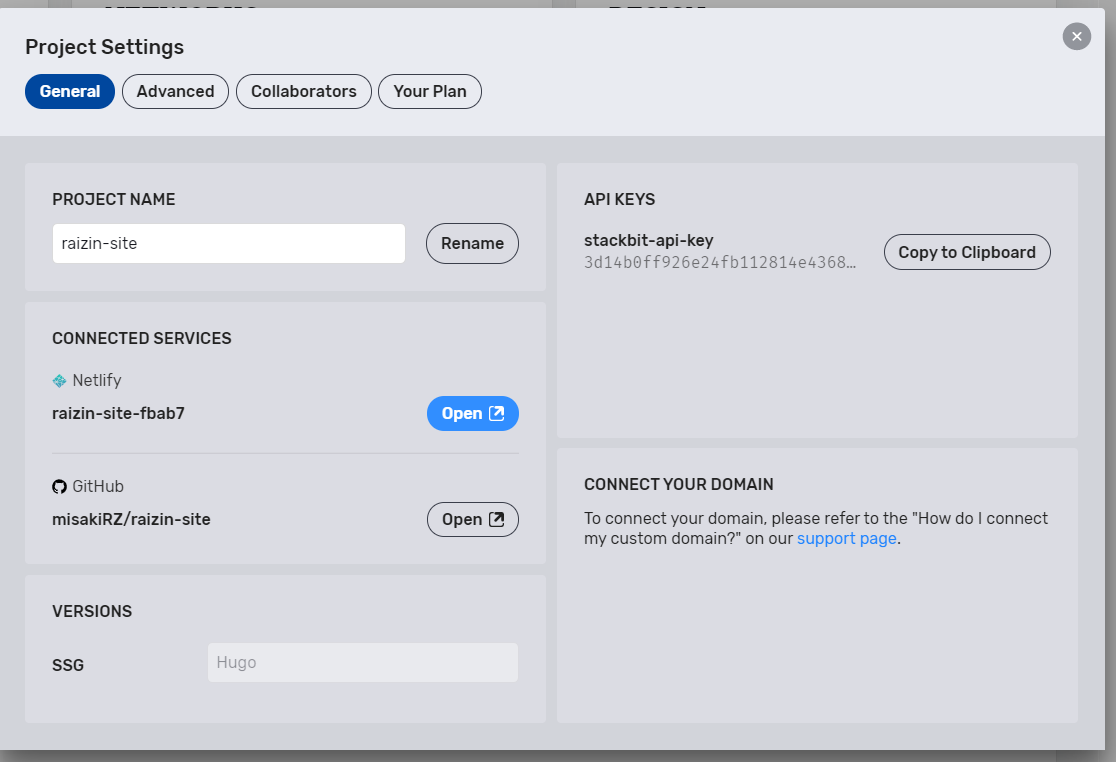 Project Settings
General
Advanced
Collaborators
Your Plan
PROJECT NAME
raizin-site
Rename
CONNECTED SERVICES
Netlify
raizin-site-fbab7
Open
GitHub
misakiRZ/raizin-site
Open
VERSIONS
SSG
Hugo
API KEYS
stackbit-api-key
3d14b0ff926e24fb112814e4368…
Copy to Clipboard
CONNECT YOUR DOMAIN
To connect your domain, please refer to the "How do I connect
my custom domain?" on our support page.